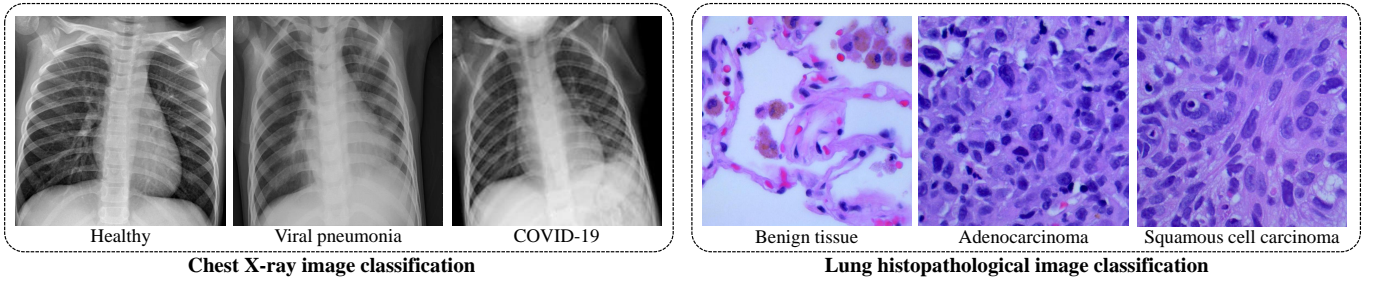 Healthy
Viral pneumonia
COVID-19
Chest X-ray image classification
Benign tissue
Adenocarcinoma
Squamous cell carcinoma
Lung histopathological image classification